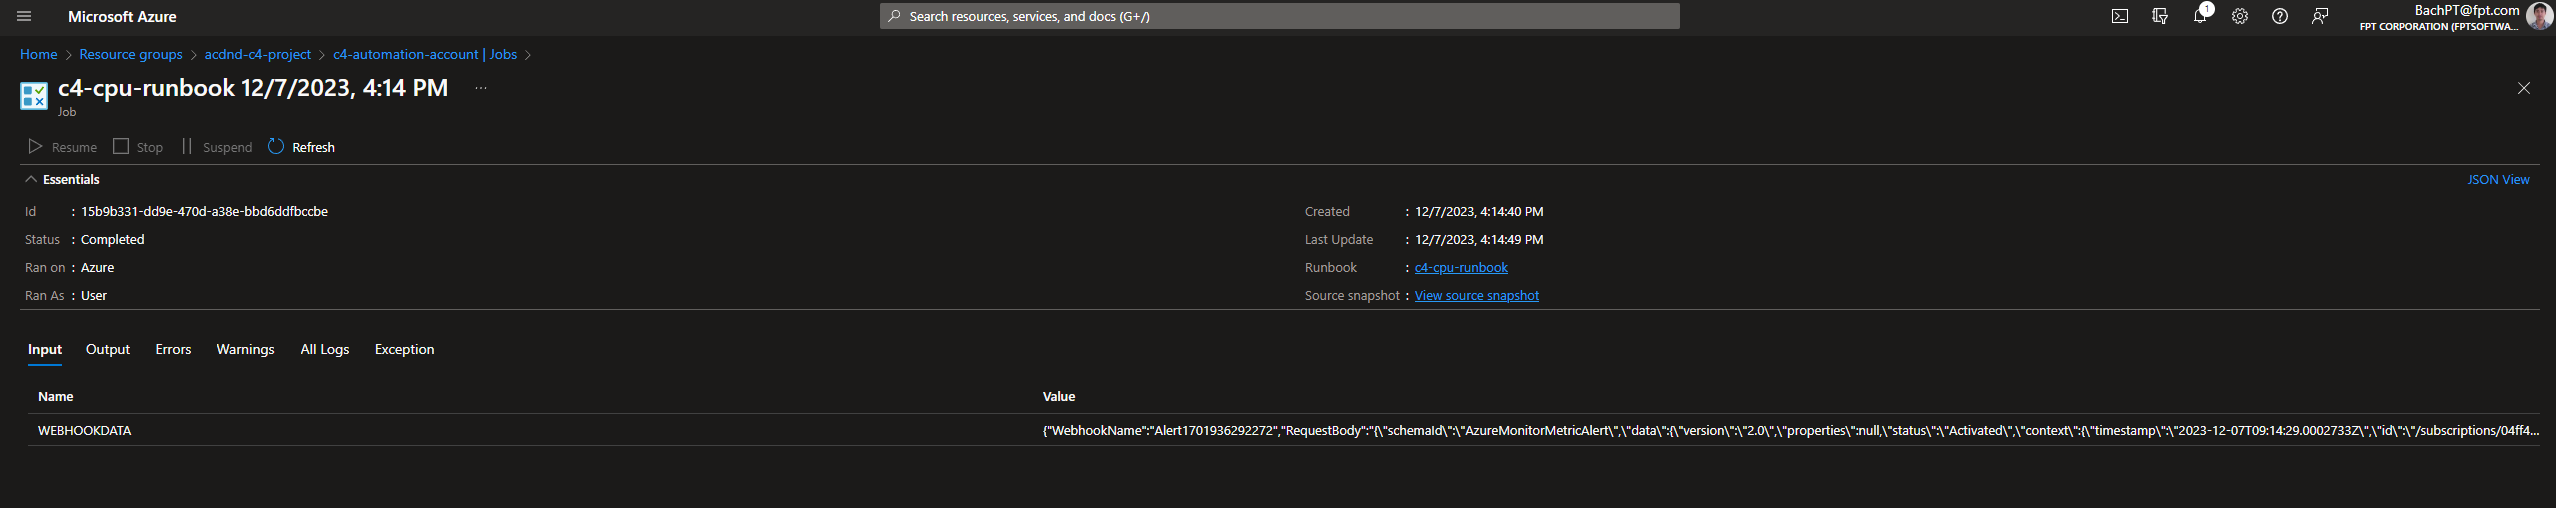 Microsoft Azure
Search resources, services, and docs (G+/)
1
BachPT@fpt.com
FPT CORPORATION (FPTSOFTWA...
Home > Resource groups > acdnd-c4-project > c4-automation-account | Jobs >
c4-cpu-runbook 12/7/2023, 4:14 PM ...
Job
Resume Stop Suspend Refresh
Essentials JSON View
Id : 15b9b331-dd9e-470d-a38e-bbd6ddfbccbe Created : 12/7/2023, 4:14:40 PM
Status : Completed Last Update : 12/7/2023, 4:14:49 PM
Ran on : Azure Runbook : c4-cpu-runbook
Ran As : User Source snapshot : View source snapshot
Input Output Errors Warnings All Logs Exception
Name Value
WEBHOOKDATA {"WebhookName":"Alert1701936292272","RequestBody":"{\"schemaId\":\"AzureMonitorMetricAlert\",\"data\":{\"version\":\"2.0\",\"properties\":null,\"status\":\"Activated\",\"context\":{\"timestamp\":\"2023-12-07T09:14:29.0002733Z\",\"id\":\"/subscriptions/04ff4...